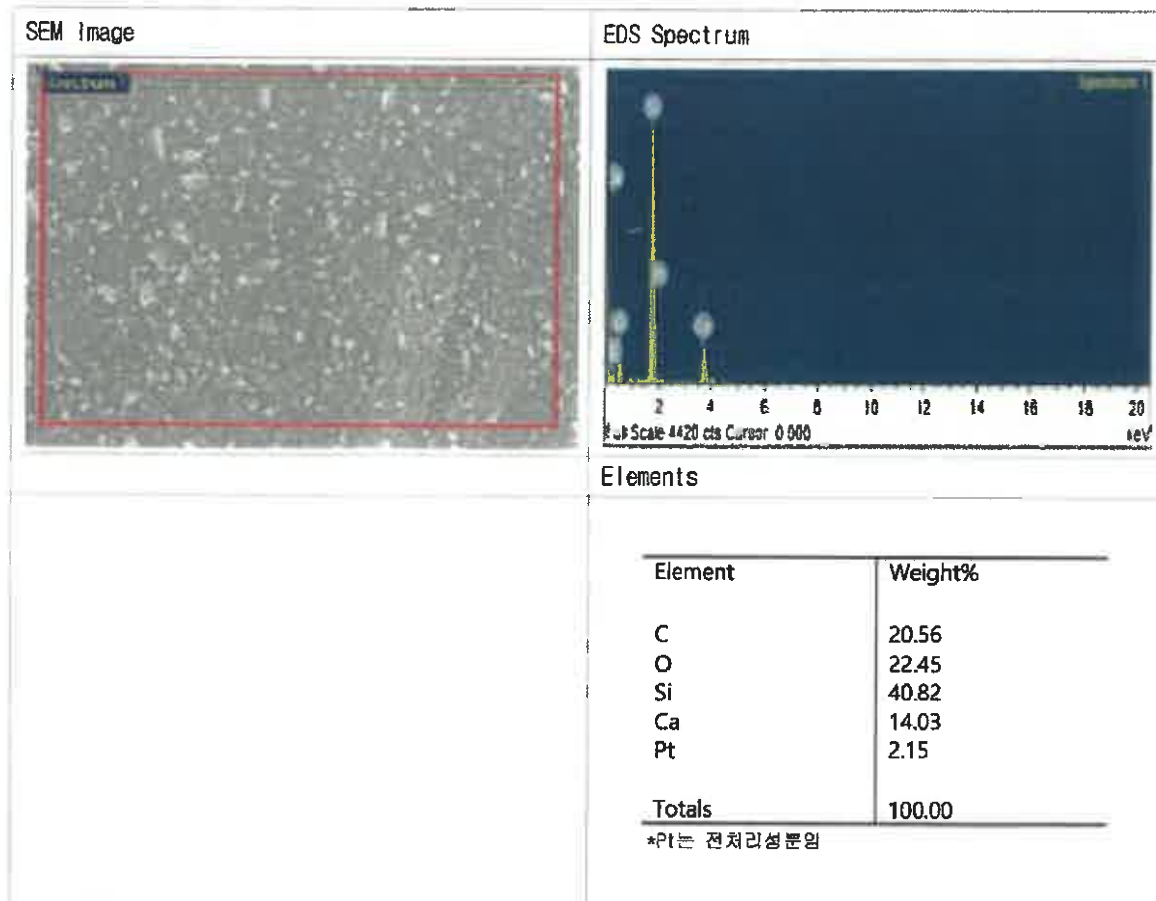 SEM Image
EDS Spectrum
Spectrum 1
2 4 6 8 10 12 14 16 18 20
Scale 4420 cts Cursor 0.000
keV
Elements
Element Weight%
C 20.56
O 22.45
Si 40.82
Ca 14.03
Pt 2.15
Totals 100.00
*Pt는 전처리성분임